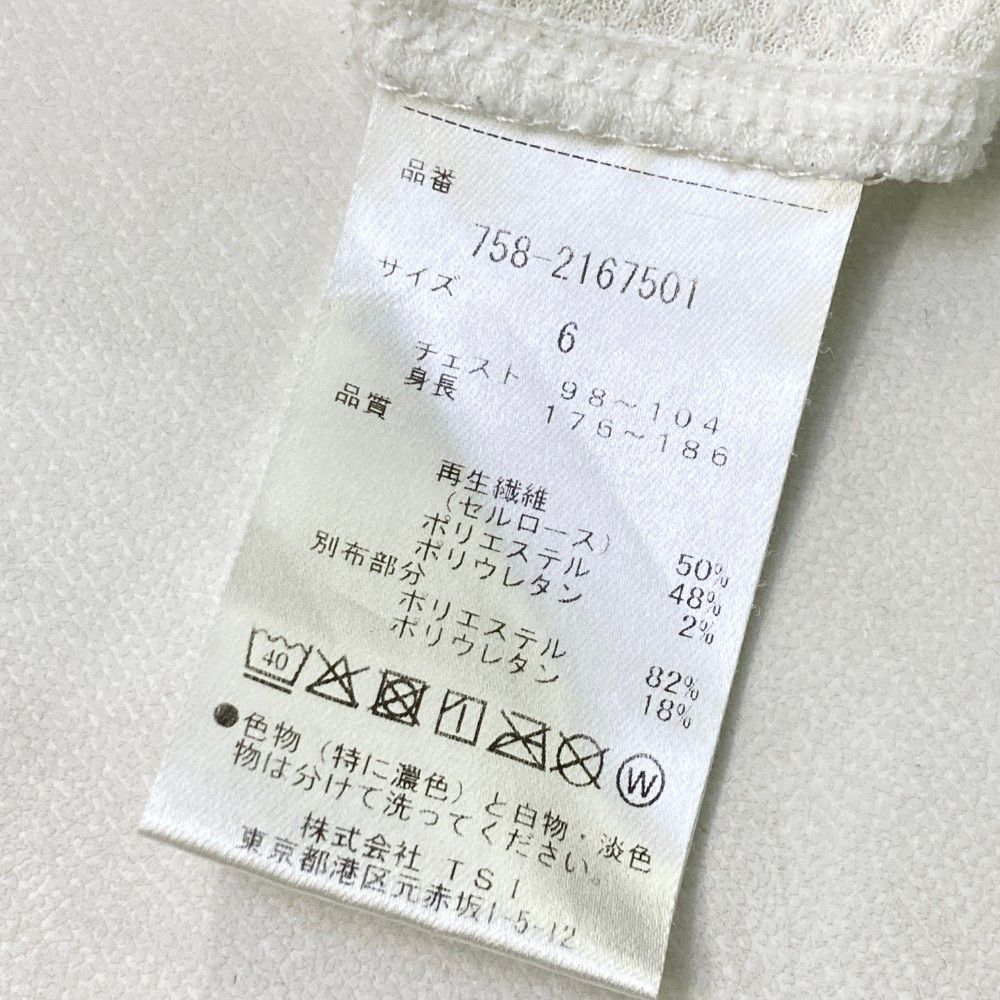 品番
758-2167501
サイズ
6
チェスト 98~104
身長 176~186
品質
再生繊維
(セルロース) 50%
ポリエステル 48%
ポリウレタン 2%
別布部分
ポリエステル 82%
ポリウレタン 18%
40
W
●色物(特に濃色)と白物・淡色
物は分けて洗ってください。
株式会社 TSI
東京都港区元赤坂1-5-12